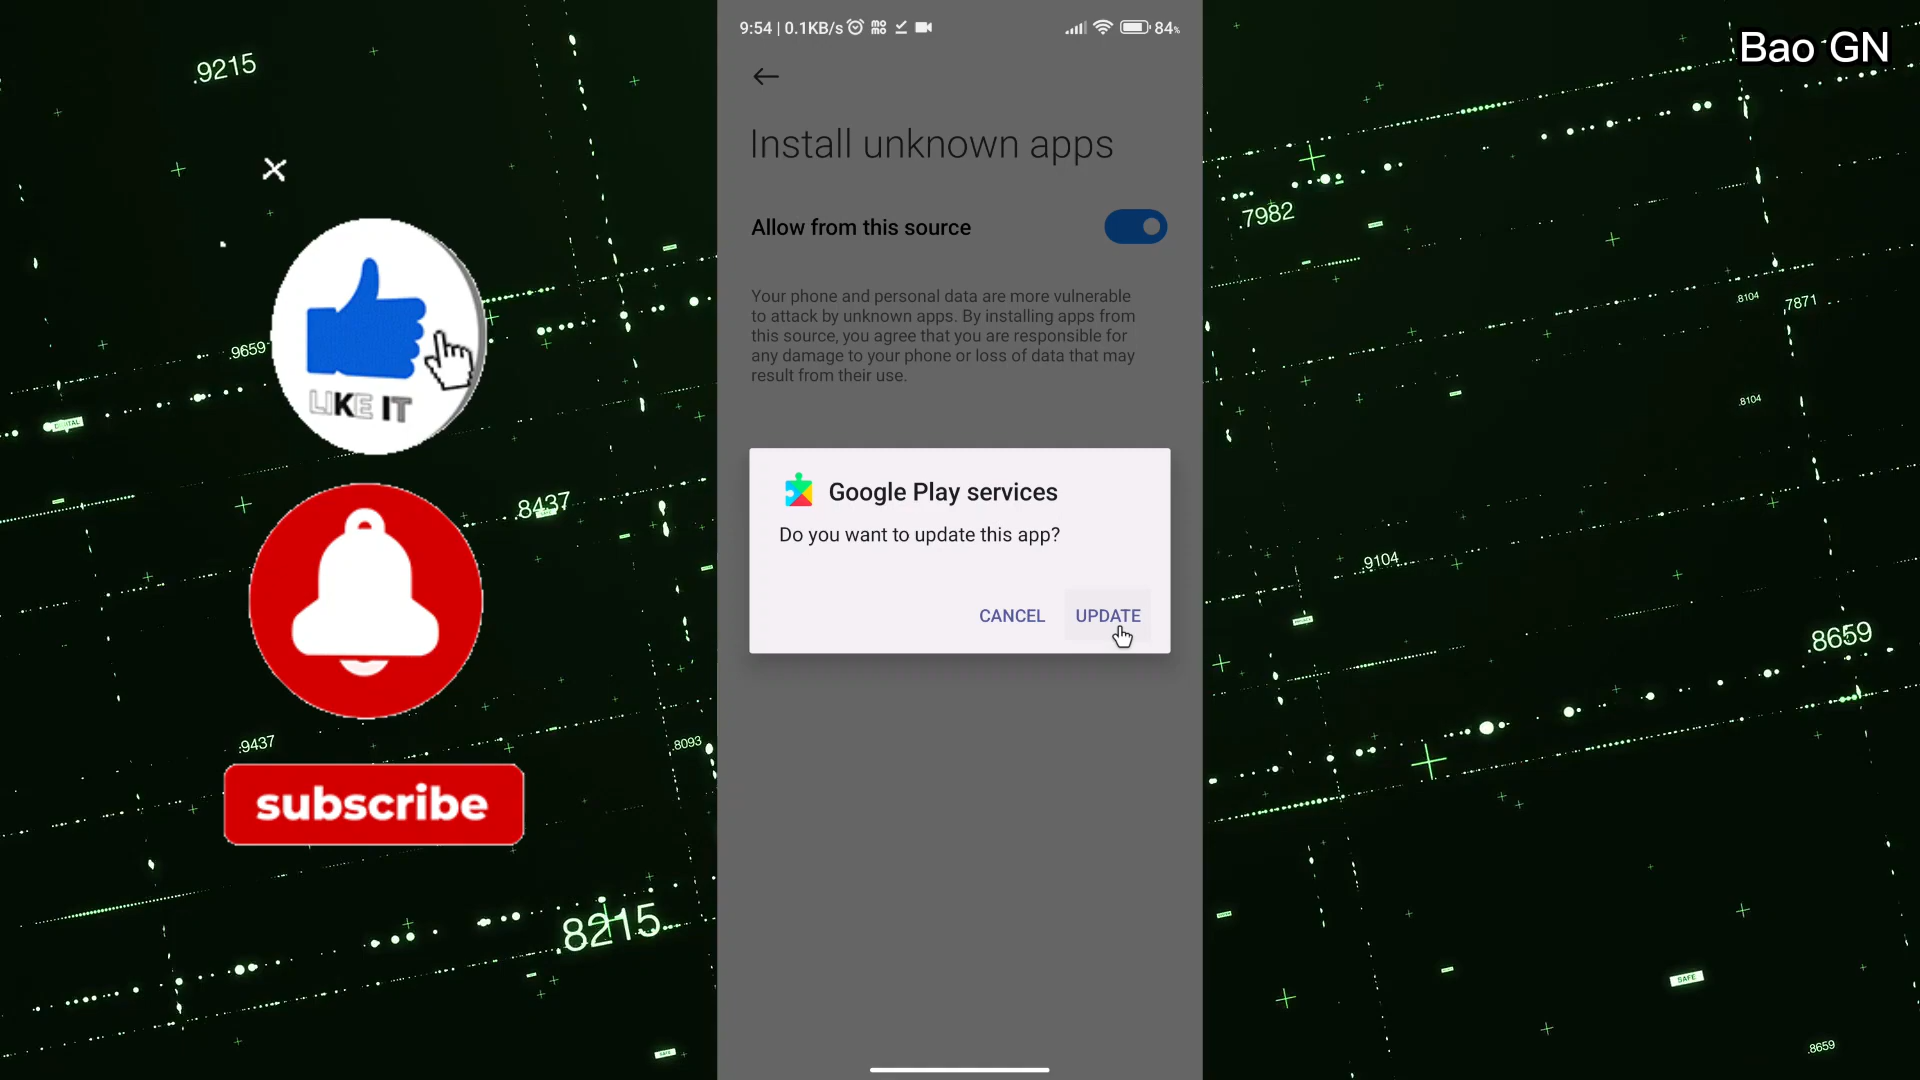 Bao GN
.9215
.7982
.8104
.7871
.9659
.8104
.8437
.9104
.8659
.9437
.8093
.8215
SAFE
.8659
LIKE IT
subscribe
9:54 | 0.1KB/s
84%
Install unknown apps
Allow from this source
Your phone and personal data are more vulnerable
to attack by unknown apps. By installing apps from
this source, you agree that you are responsible for
any damage to your phone or loss of data that may
result from their use.
Google Play services
Do you want to update this app?
CANCEL
UPDATE